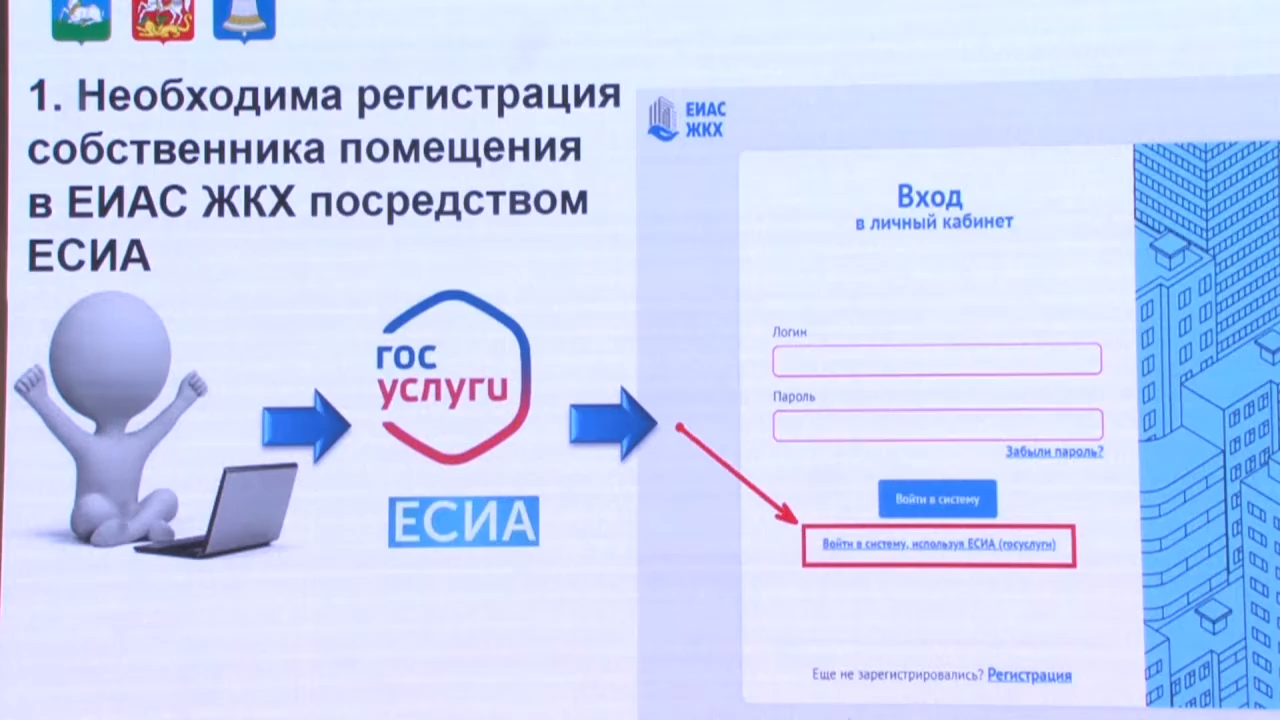 1. Необходима регистрация
собственника помещения
в ЕИАС ЖКХ посредством
ЕСИА
гос
услуги
ЕСИА
ЕИАС
ЖКХ
Вход
в личный кабинет
Логин
Пароль
Забыли пароль?
Войти в систему
Войти в систему, используя ЕСИА (госуслуги)
Еще не зарегистрировались? Регистрация